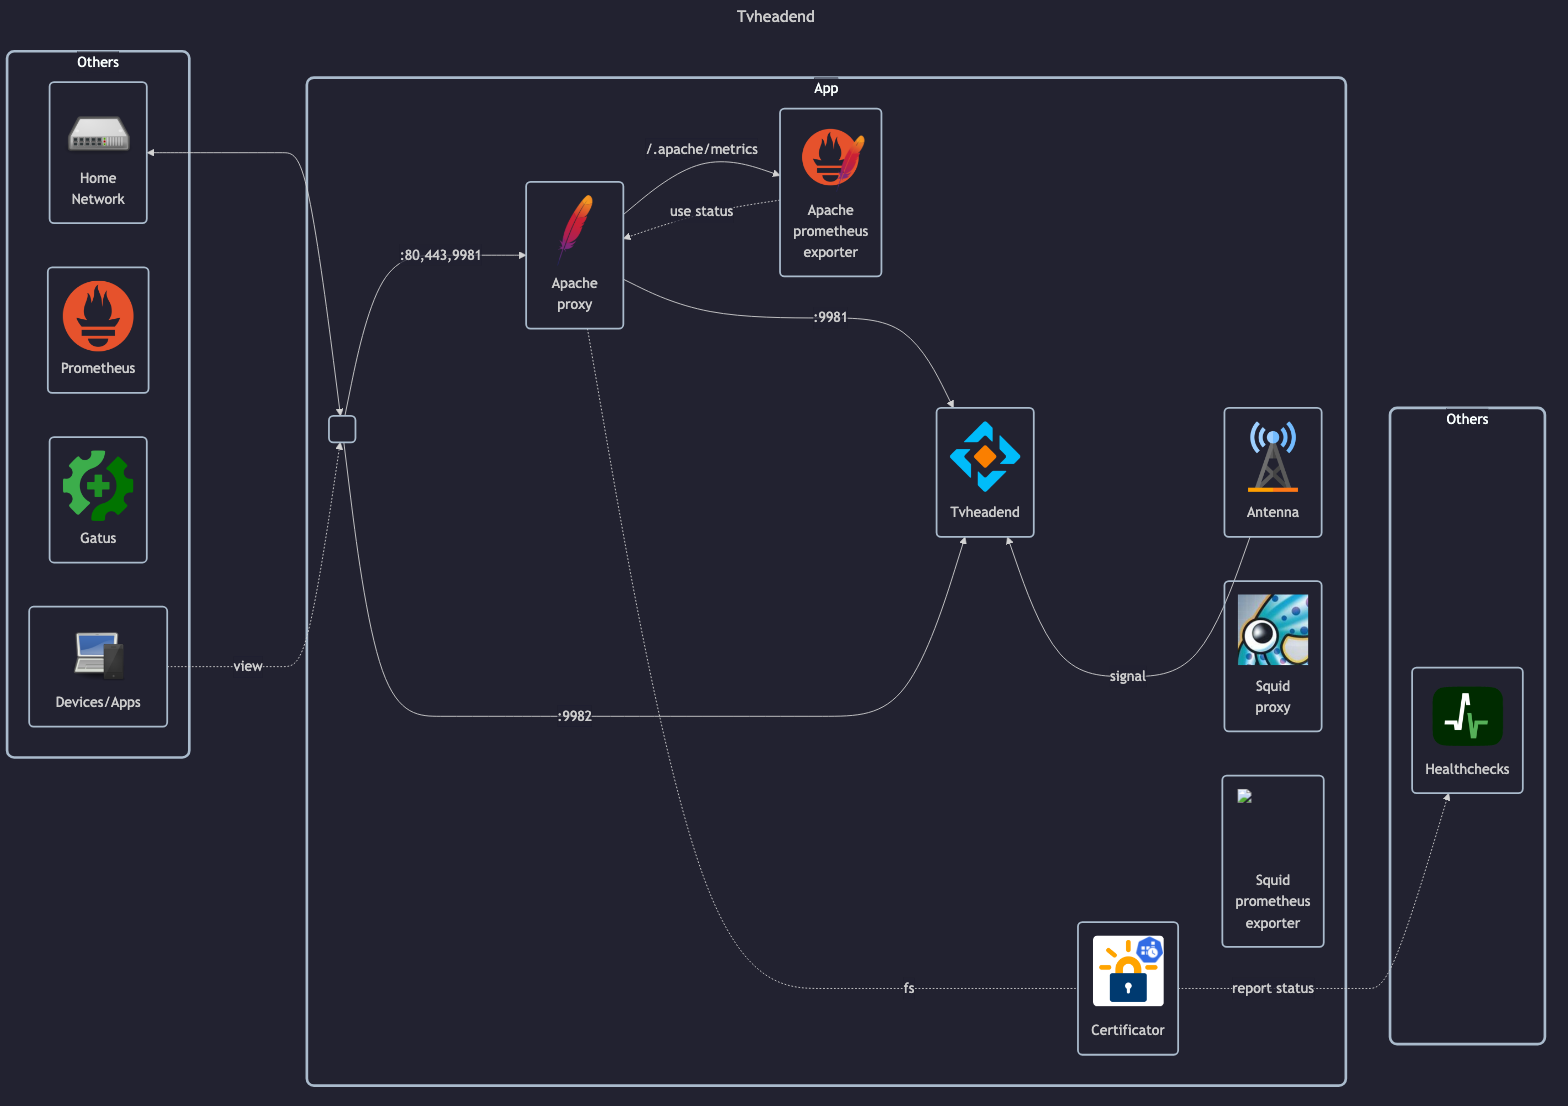 Tvheadend
Others
Home
Network
Prometheus
Gatus
Devices/Apps
view
App
:80,443,9981
Apache
proxy
/.apache/metrics
use status
Apache
prometheus
exporter
:9981
Tvheadend
Antenna
signal
:9982
Squid
proxy
Squid
prometheus
exporter
fs
Certificator
report status
Others
Healthchecks